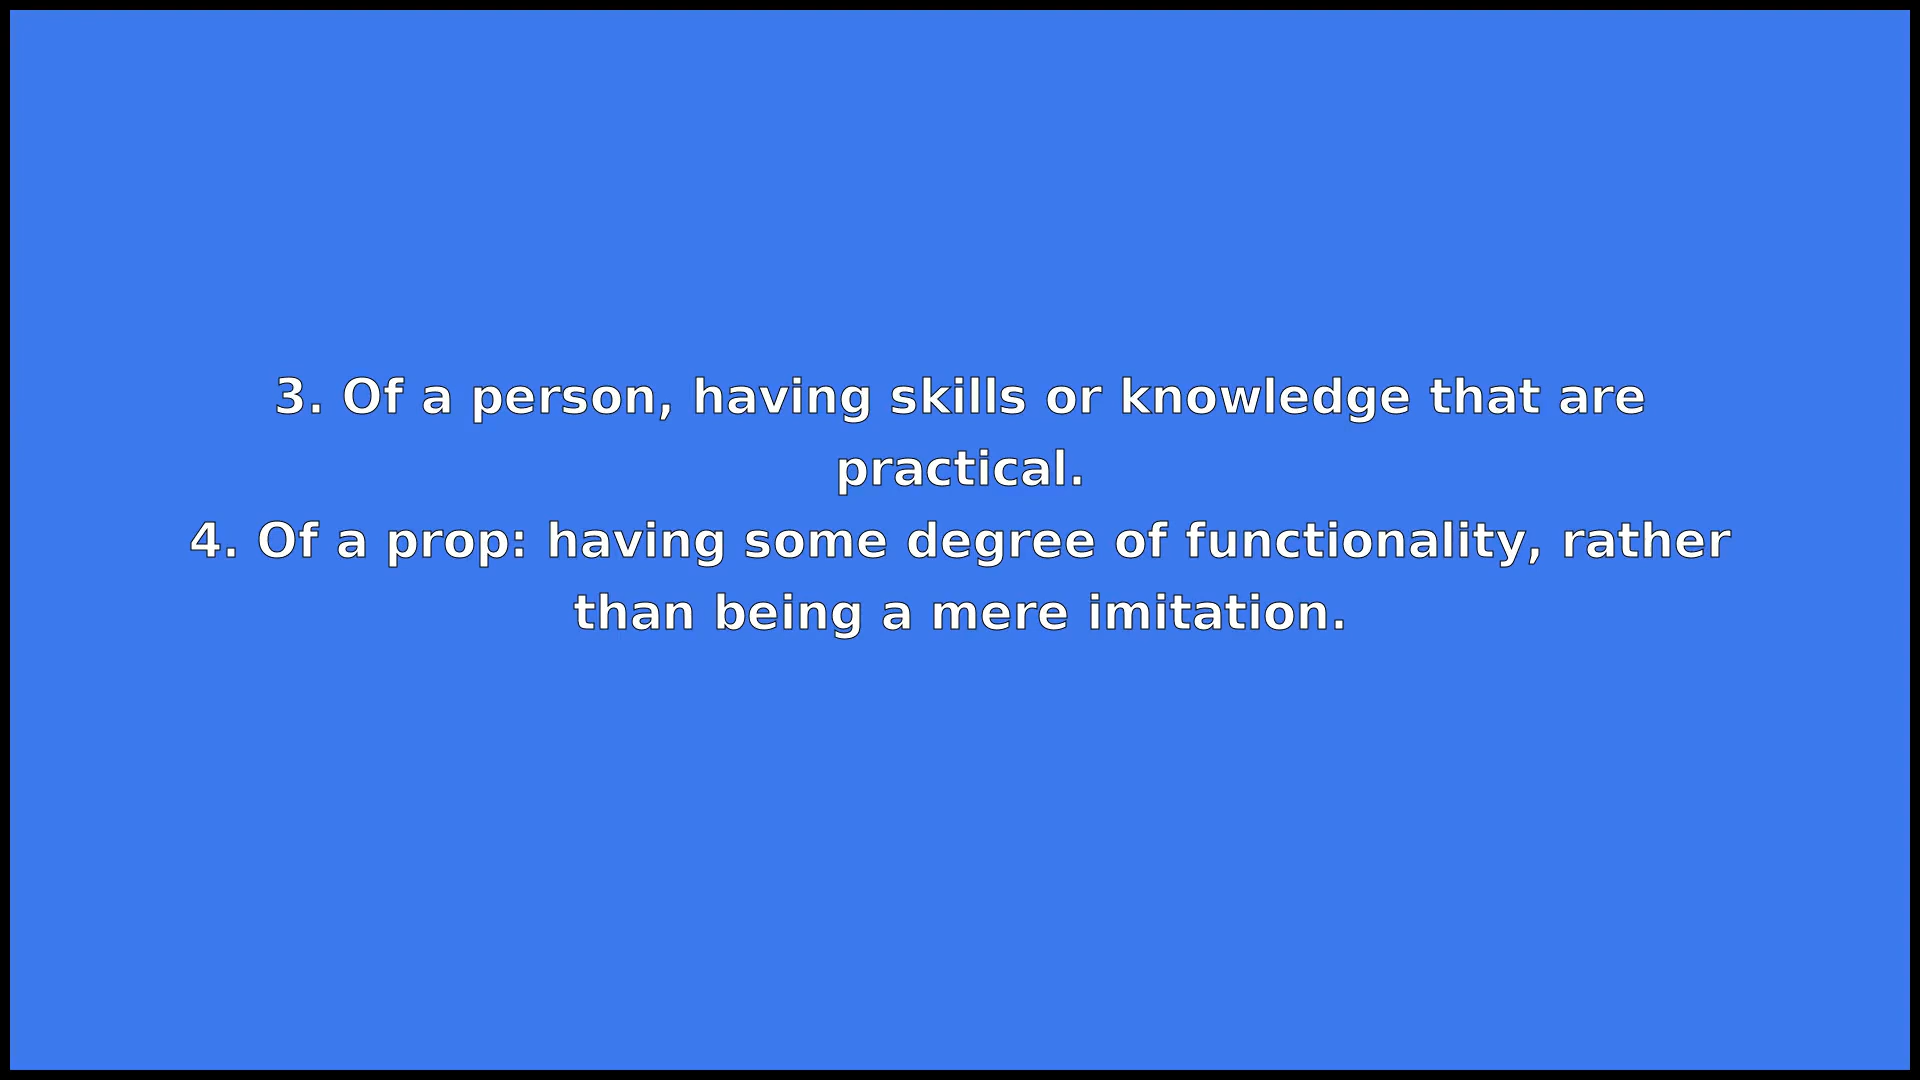 3. Of a person, having skills or knowledge that are
practical.
4. Of a prop: having some degree of functionality, rather
than being a mere imitation.